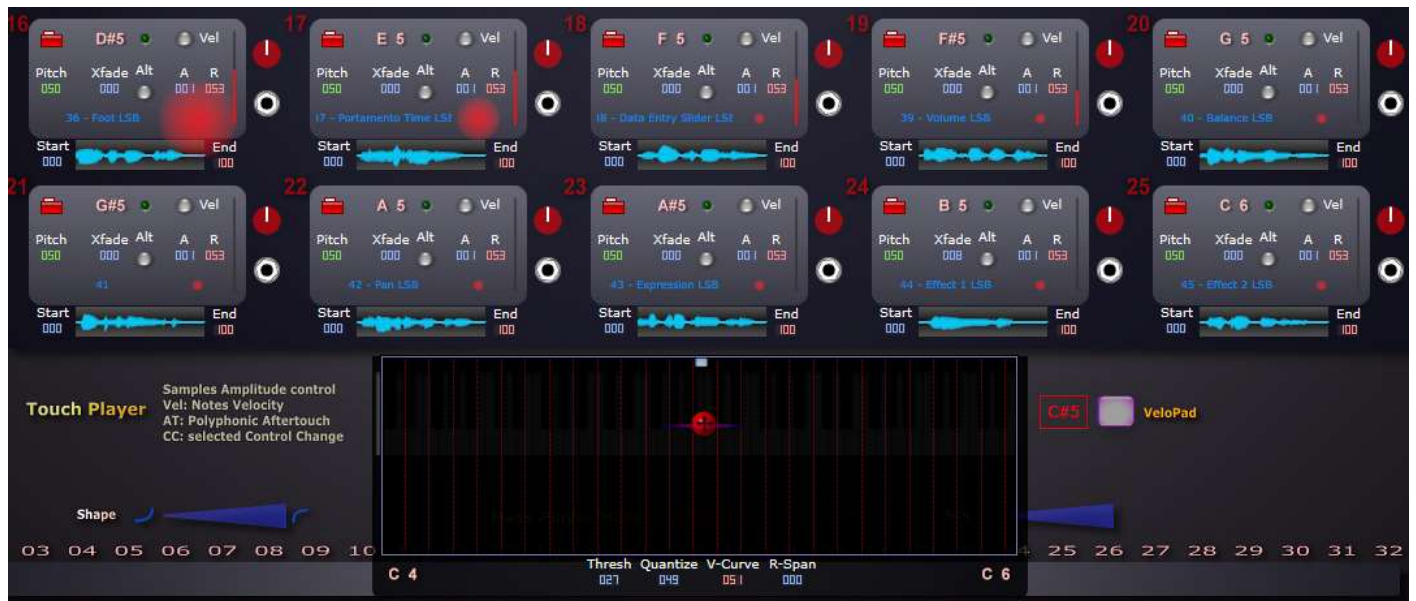 16 17 18 19 20
D#5 Vel E 5 Vel F 5 Vel F#5 Vel G 5 Vel
Pitch Xfade Alt A R Pitch Xfade Alt A R Pitch Xfade Alt A R Pitch Xfade Alt A R Pitch Xfade Alt A R
050 000 001 053 050 000 001 053 050 000 001 053 050 000 001 053 050 000 001 053
36 - Foot LSB 37 - Portamento Time LSB 38 - Data Entry Slider LSB 39 - Volume LSB 40 - Balance LSB
Start End Start End Start End Start End Start End
000 100 000 100 000 100 000 100 000 100
21 22 23 24 25
G#5 Vel A 5 Vel A#5 Vel B 5 Vel C 6 Vel
Pitch Xfade Alt A R Pitch Xfade Alt A R Pitch Xfade Alt A R Pitch Xfade Alt A R Pitch Xfade Alt A R
050 000 001 053 050 000 001 053 050 000 001 053 050 008 001 053 050 000 001 053
41 42 - Pan LSB 43 - Expression LSB 44 - Effect 1 LSB 45 - Effect 2 LSB
Start End Start End Start End Start End Start End
000 100 000 100 000 100 000 100 000 100
Touch Player
Samples Amplitude control
Vel: Notes Velocity
AT: Polyphonic Aftertouch
CC: selected Control Change
C#5 VeloPad
Shape
03 04 05 06 07 08 09 10 25 26 27 28 29 30 31 32
C 4 Thresh Quantize V-Curve R-Span C 6
027 049 051 000